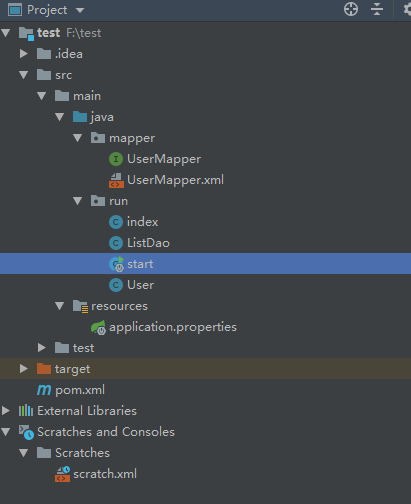 Project
test F:\test
.idea
src
main
java
mapper
UserMapper
UserMapper.xml
run
index
ListDao
start
User
resources
application.properties
test
target
pom.xml
External Libraries
Scratches and Consoles
Scratches
scratch.xml